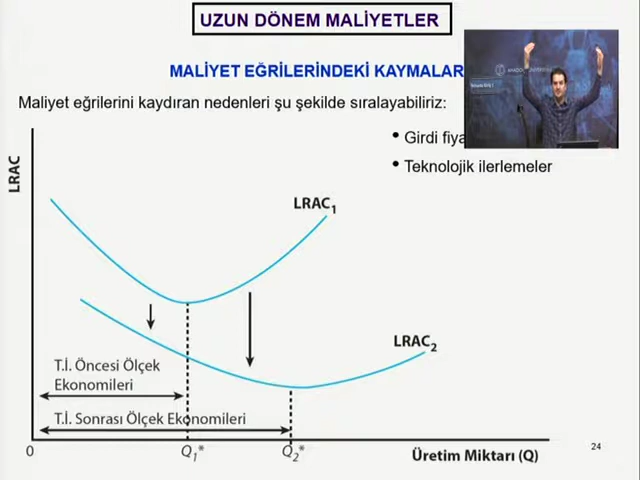 UZUN DÖNEM MALİYETLER
MALİYET EĞRİLERİNDEKİ KAYMALAR
Maliyet eğrilerini kaydıran nedenleri şu şekilde sıralayabiliriz:
• Girdi
• Teknolojik ilerlemeler
LRAC
LRAC1
LRAC2
T.İ. Öncesi Ölçek
Ekonomileri
T.İ. Sonrası Ölçek Ekonomileri
0
Q1*
Q2*
Üretim Miktarı (Q)
24